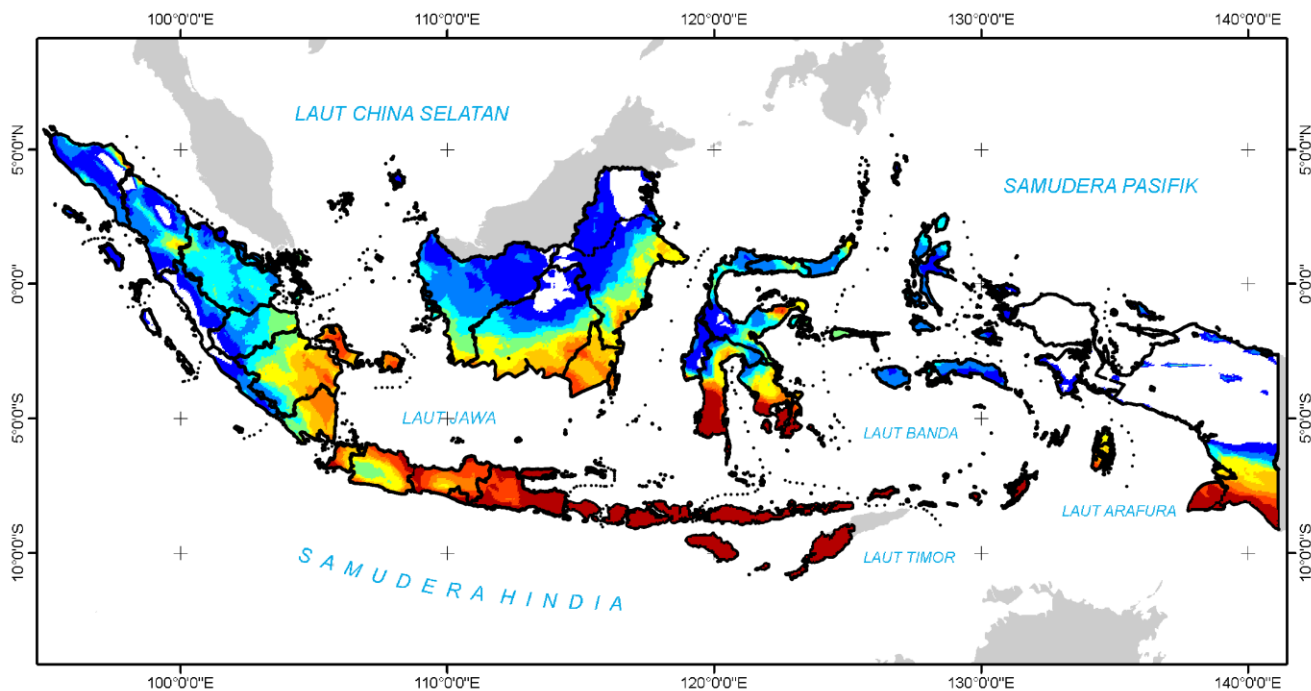 100°0'0"E 110°0'0"E 120°0'0"E 130°0'0"E 140°0'0"E
LAUT CHINA SELATAN
5°0'0"N 5°0'0"N
SAMUDERA PASIFIK
0°0'0" 0°0'0"
LAUT JAWA
5°0'0"S 5°0'0"S
LAUT BANDA
LAUT ARAFURA
10°0'0"S 10°0'0"S
LAUT TIMOR
SAMUDERA HINDIA
100°0'0"E 110°0'0"E 120°0'0"E 130°0'0"E 140°0'0"E